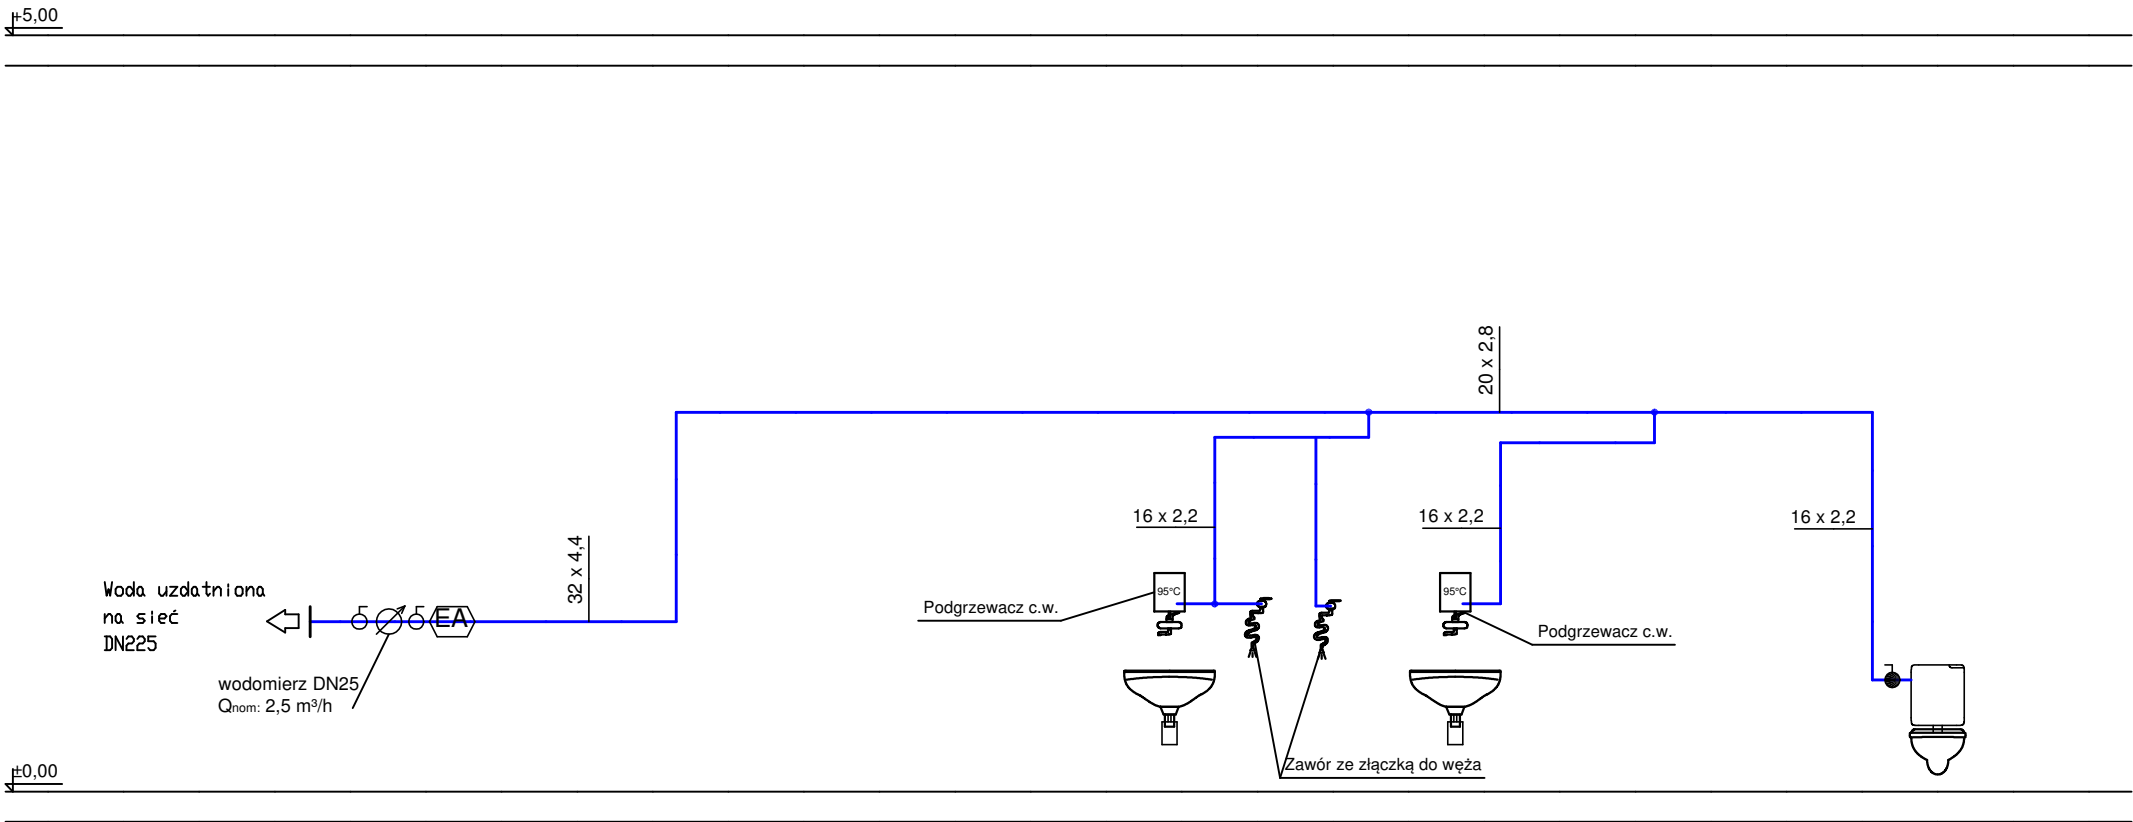 +5,00
20 x 2,8
16 x 2,2
16 x 2,2
16 x 2,2
32 x 4,4
Woda uzdatniona
na sieć
DN225
EA
95°C
95°C
Podgrzewacz c.w.
Podgrzewacz c.w.
wodomierz DN25
Qnom: 2,5 m³/h
Zawór ze złączką do węża
±0,00